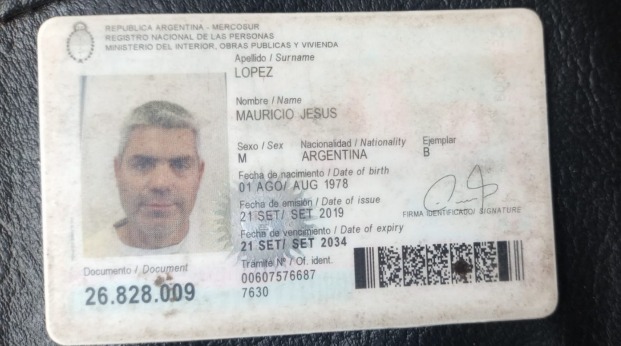 REPUBLICA ARGENTINA - MERCOSUR
REGISTRO NACIONAL DE LAS PERSONAS
MINISTERIO DEL INTERIOR, OBRAS PUBLICAS Y VIVIENDA
Apellido / Surname
LOPEZ
Nombre / Name
MAURICIO JESUS
Sexo / Sex Nacionalidad / Nationality Ejemplar
M ARGENTINA B
Fecha de nacimiento / Date of birth
01 AGO/ AUG 1978
Fecha de emisión / Date of issue
21 SET/ SET 2019
FIRMA IDENTIFICADO/ SIGNATURE
Fecha de vencimiento / Date of expiry
21 SET/ SET 2034
Trámite Nº / Of. ident.
00607576687
7630
Documento / Document
26.828.009